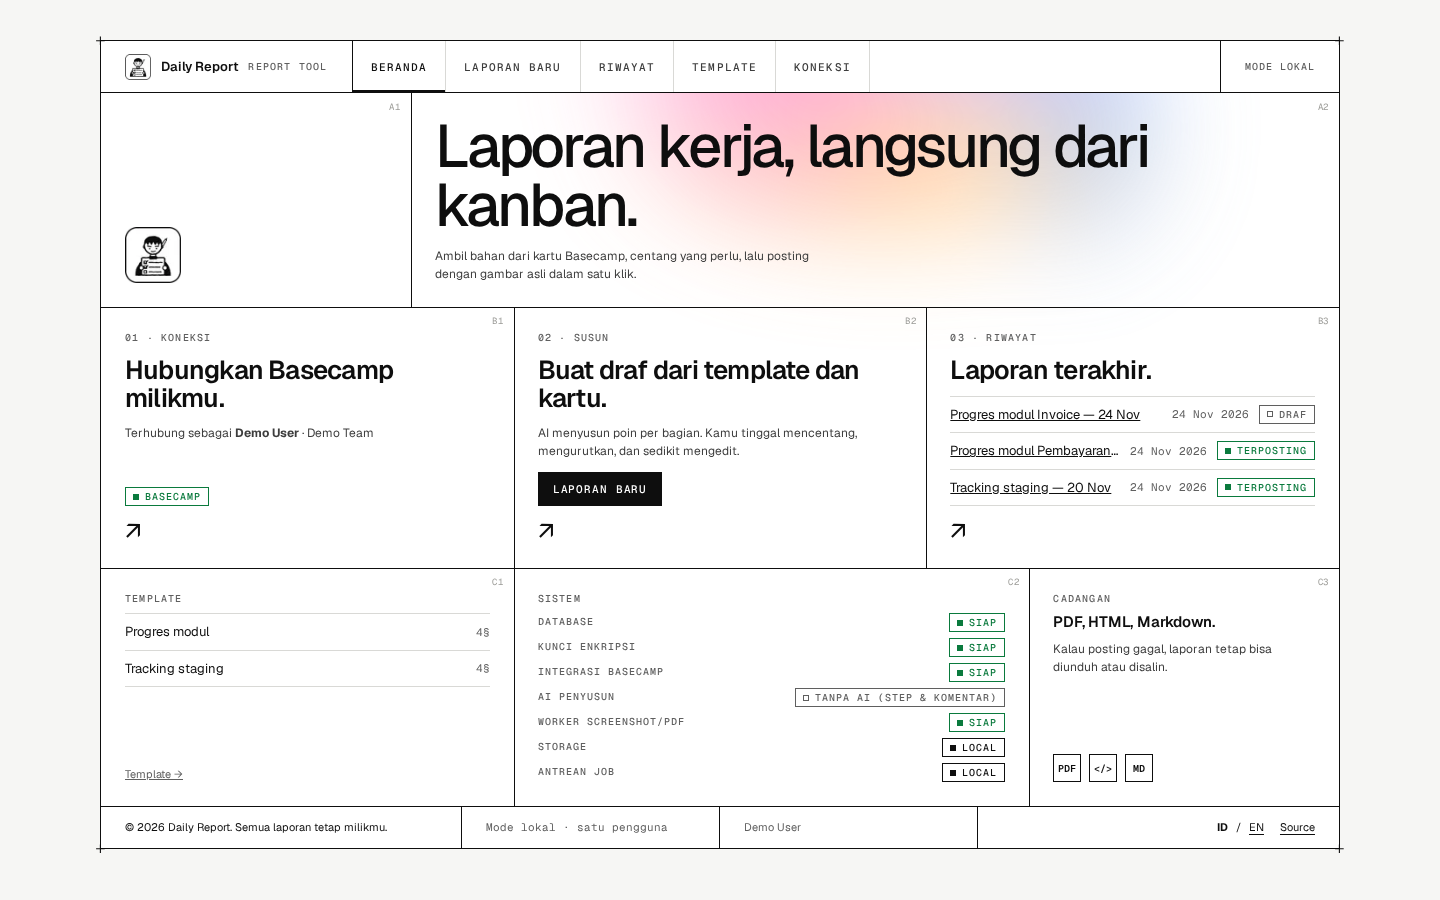 Daily Report REPORT TOOL
BERANDA
LAPORAN BARU
RIWAYAT
TEMPLATE
KONEKSI
MODE LOKAL
A1
A2
Laporan kerja, langsung dari
kanban.
Ambil bahan dari kartu Basecamp, centang yang perlu, lalu posting
dengan gambar asli dalam satu klik.
B1
01 · KONEKSI
Hubungkan Basecamp
milikmu.
Terhubung sebagai Demo User · Demo Team
BASECAMP
B2
02 · SUSUN
Buat draf dari template dan
kartu.
AI menyusun poin per bagian. Kamu tinggal mencentang,
mengurutkan, dan sedikit mengedit.
LAPORAN BARU
B3
03 · RIWAYAT
Laporan terakhir.
Progres modul Invoice — 24 Nov 24 Nov 2026 DRAF
Progres modul Pembayaran… 24 Nov 2026 TERPOSTING
Tracking staging — 20 Nov 24 Nov 2026 TERPOSTING
C1
TEMPLATE
Progres modul 4§
Tracking staging 4§
Template →
C2
SISTEM
DATABASE SIAP
KUNCI ENKRIPSI SIAP
INTEGRASI BASECAMP SIAP
AI PENYUSUN TANPA AI (STEP & KOMENTAR)
WORKER SCREENSHOT/PDF SIAP
STORAGE LOCAL
ANTREAN JOB LOCAL
C3
CADANGAN
PDF, HTML, Markdown.
Kalau posting gagal, laporan tetap bisa
diunduh atau disalin.
PDF </> MD
© 2026 Daily Report. Semua laporan tetap milikmu.
Mode lokal · satu pengguna
Demo User
ID / EN Source